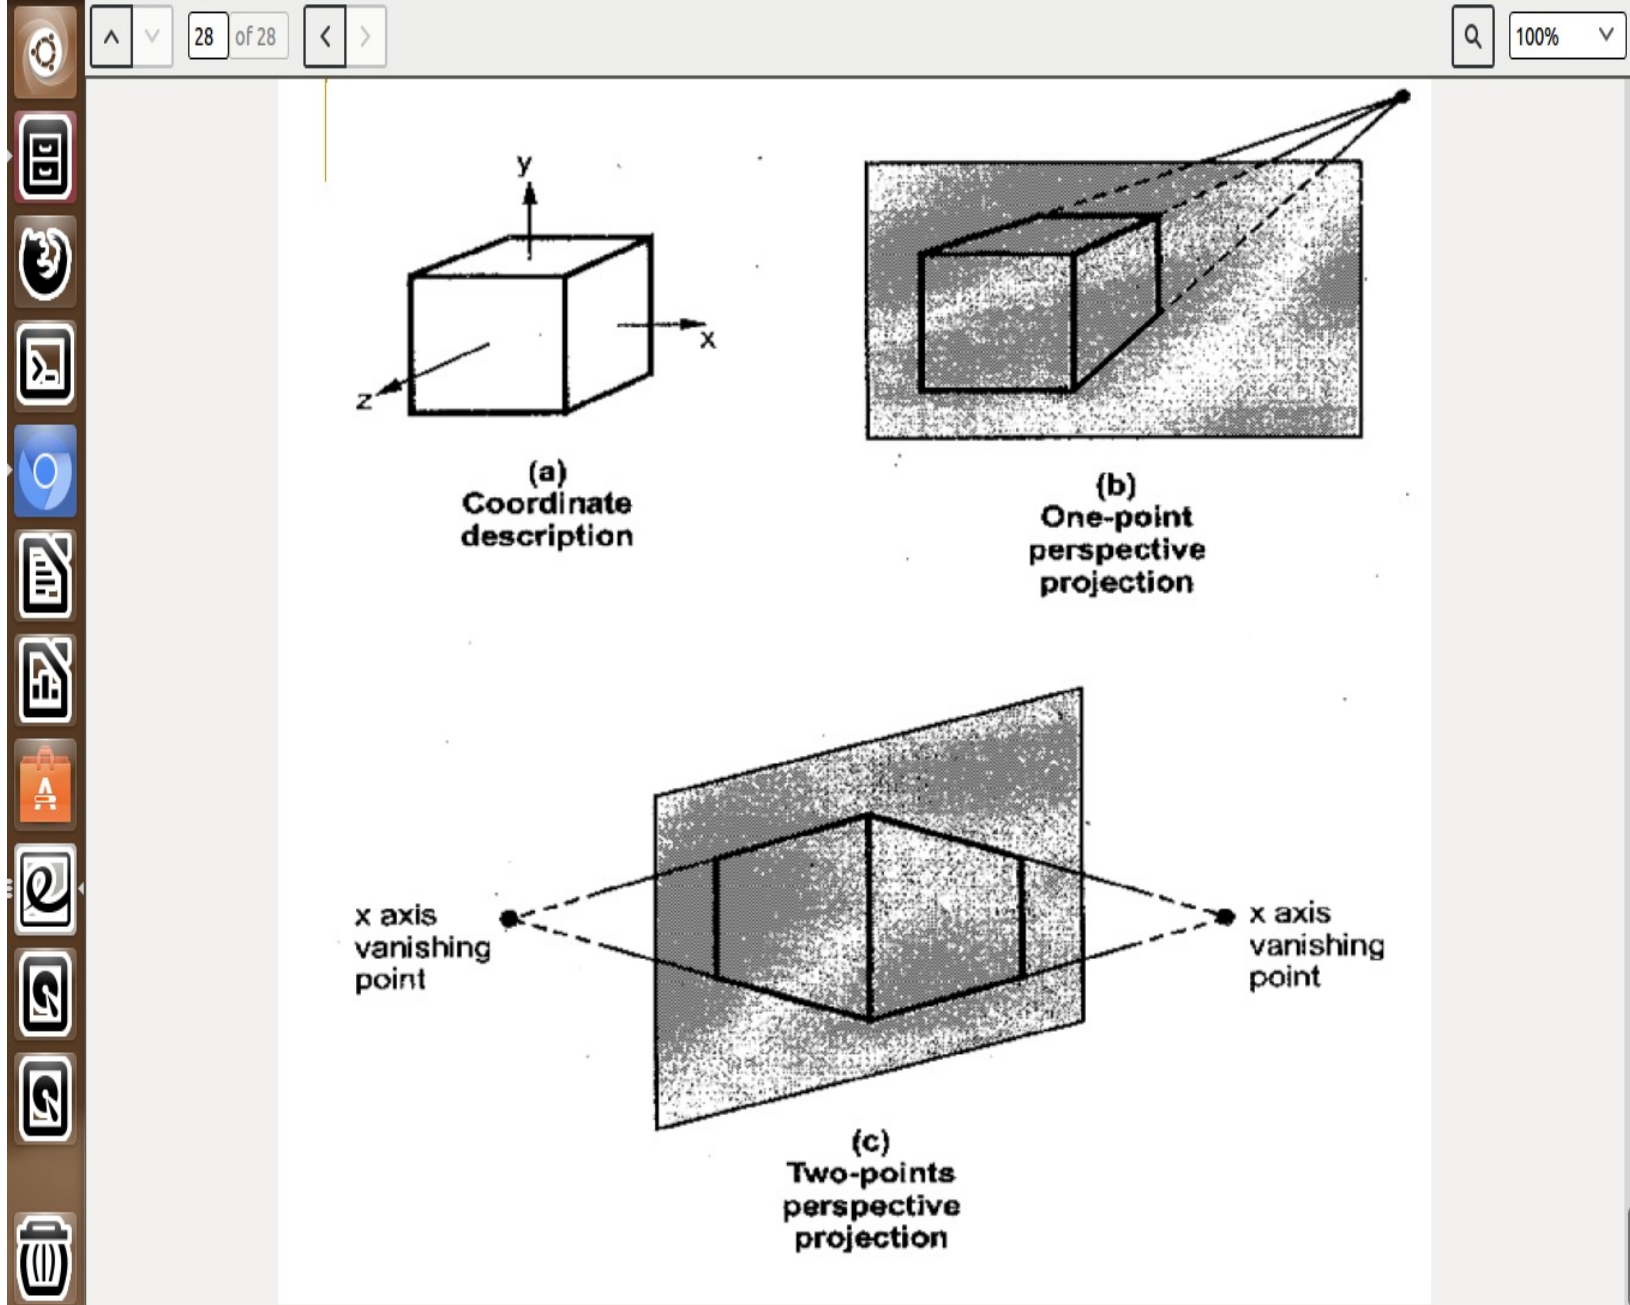 28 of 28
100%
y
x
z
(a)
Coordinate
description
(b)
One-point
perspective
projection
x axis
vanishing
point
x axis
vanishing
point
(c)
Two-points
perspective
projection